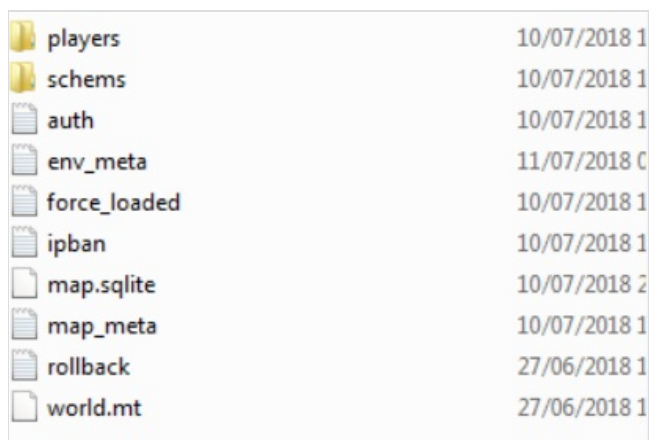 players 10/07/2018 1
schems 10/07/2018 1
auth 10/07/2018 1
env_meta 11/07/2018 0
force_loaded 10/07/2018 1
ipban 10/07/2018 1
map.sqlite 10/07/2018 2
map_meta 10/07/2018 1
rollback 27/06/2018 1
world.mt 27/06/2018 1